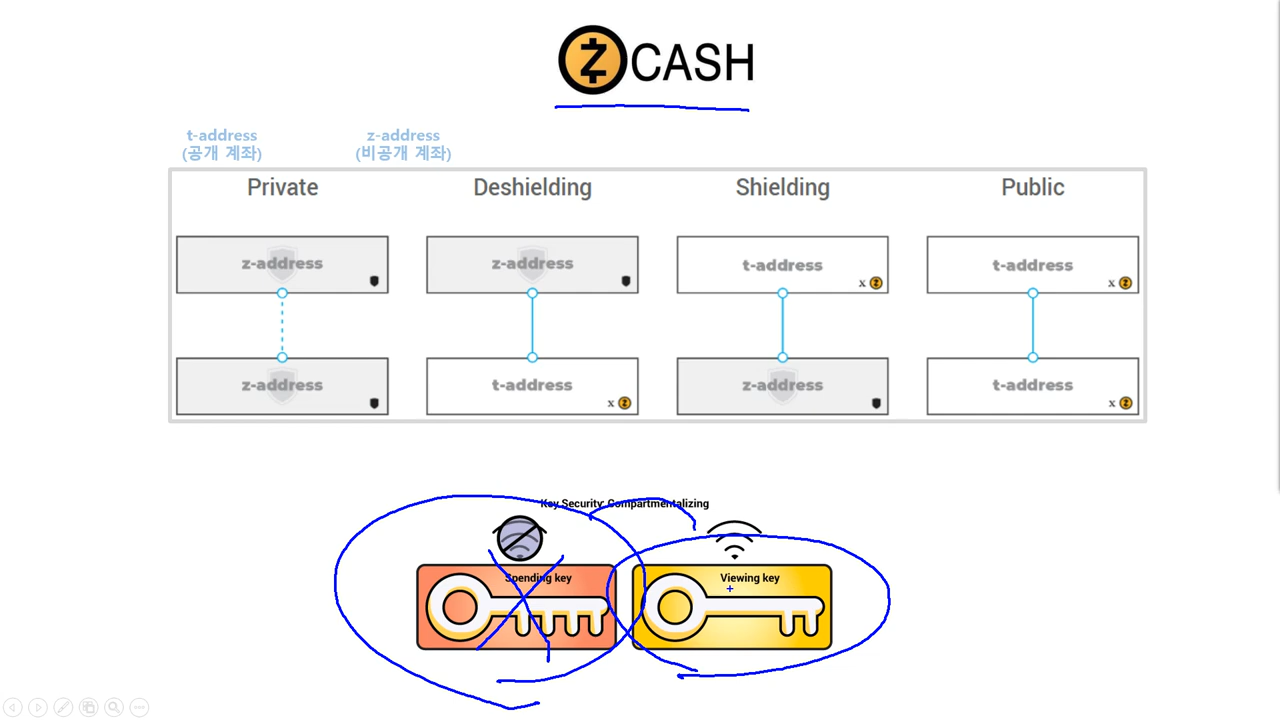 ZCASH
t-address
(공개 계좌)
z-address
(비공개 계좌)
Private
Deshielding
Shielding
Public
z-address
z-address
t-address
x
t-address
x
z-address
t-address
x
z-address
t-address
x
Key Security: Compartmentalizing
Spending key
Viewing key